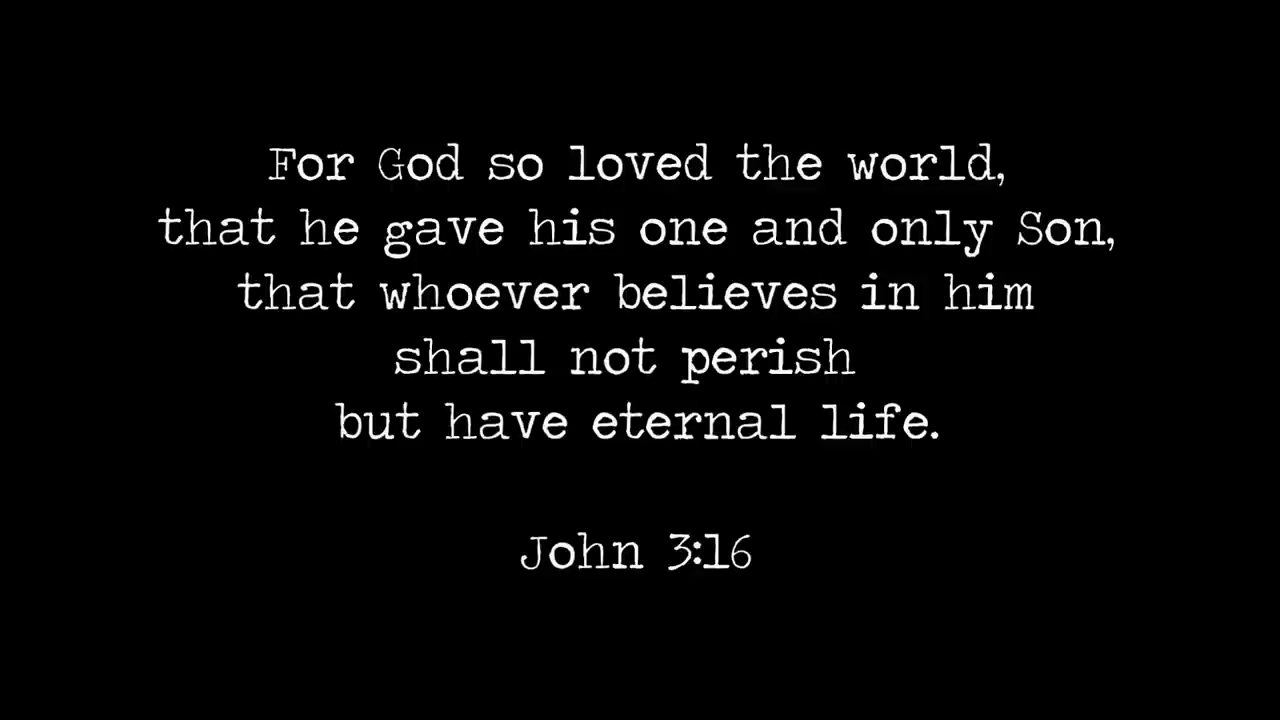 For God so loved the world,
that he gave his one and only Son,
that whoever believes in him
shall not perish
but have eternal life.
John 3:16